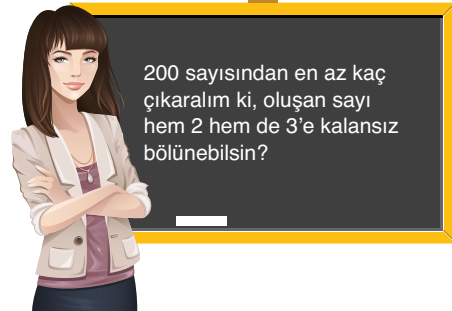 200 sayısından en az kaç
çıkaralım ki, oluşan sayı
hem 2 hem de 3’e kalansız
bölünebilsin?